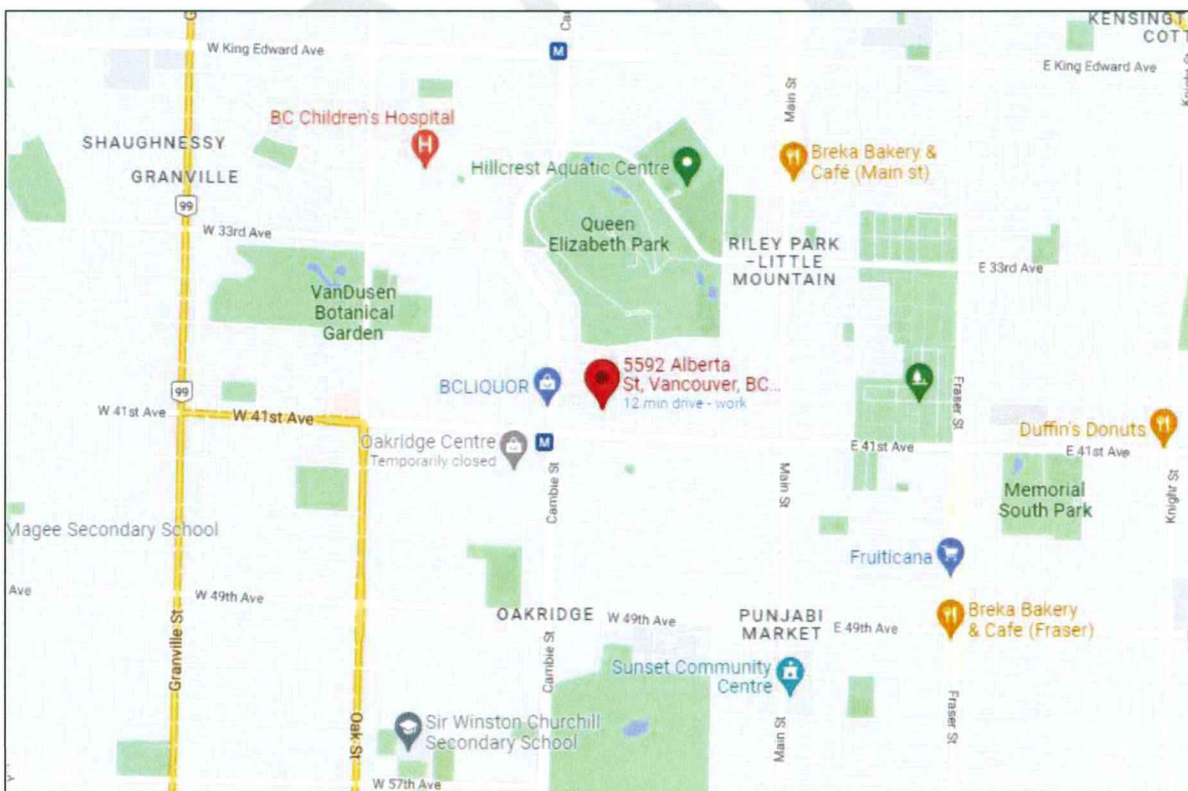 KENSINGT
COTT
W King Edward Ave
M
E King Edward Ave
Main St
BC Children's Hospital
H
SHAUGHNESSY
GRANVILLE
Hillcrest Aquatic Centre
Breka Bakery &
Café (Main st)
99
Queen
Elizabeth Park
W 33rd Ave
RILEY PARK
-LITTLE
MOUNTAIN
E 33rd Ave
VanDusen
Botanical
Garden
5592 Alberta
St, Vancouver, BC...
12 min drive - work
BCLIQUOR
99
Fraser St
W 41st Ave
W 41st Ave
Oakridge Centre
Temporarily closed
M
E 41st Ave
Duffin's Donuts
E 41st Ave
Cambie St
Main St
Knight St
Memorial
South Park
Magee Secondary School
Fruiticana
Ave
W 49th Ave
OAKRIDGE
W 49th Ave
PUNJABI
MARKET
E 49th Ave
Breka Bakery
& Cafe (Fraser)
Granville St
Cambie St
Sunset Community
Centre
Oak St
Sir Winston Churchill
Secondary School
Main St
Fraser St
W 57th Ave